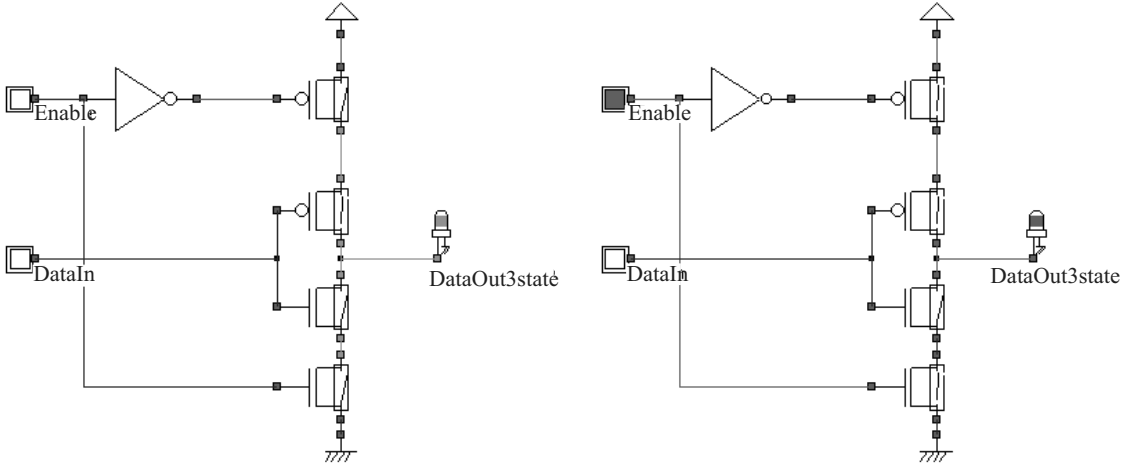 Enable
Enable
DataIn
DataOut3state
DataIn
DataOut3state